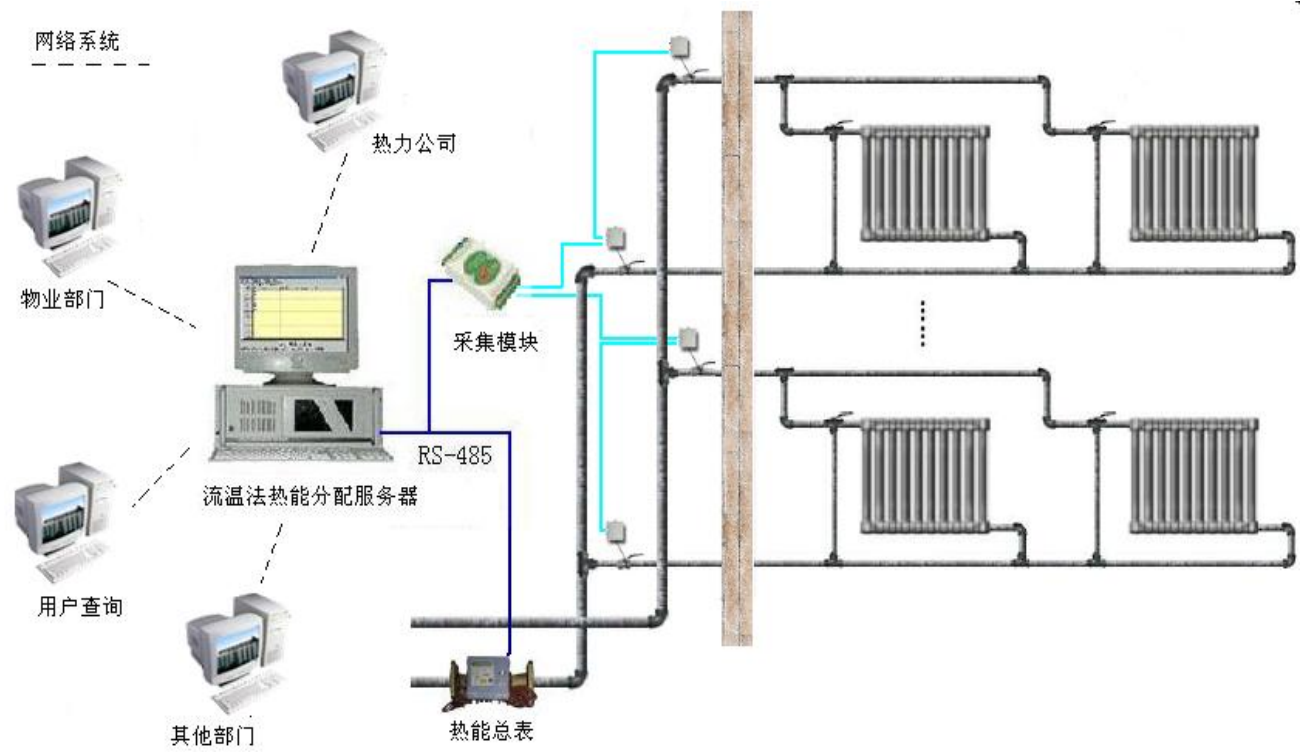 网络系统
热力公司
物业部门
采集模块
RS-485
流温法热能分配服务器
用户查询
其他部门
热能总表